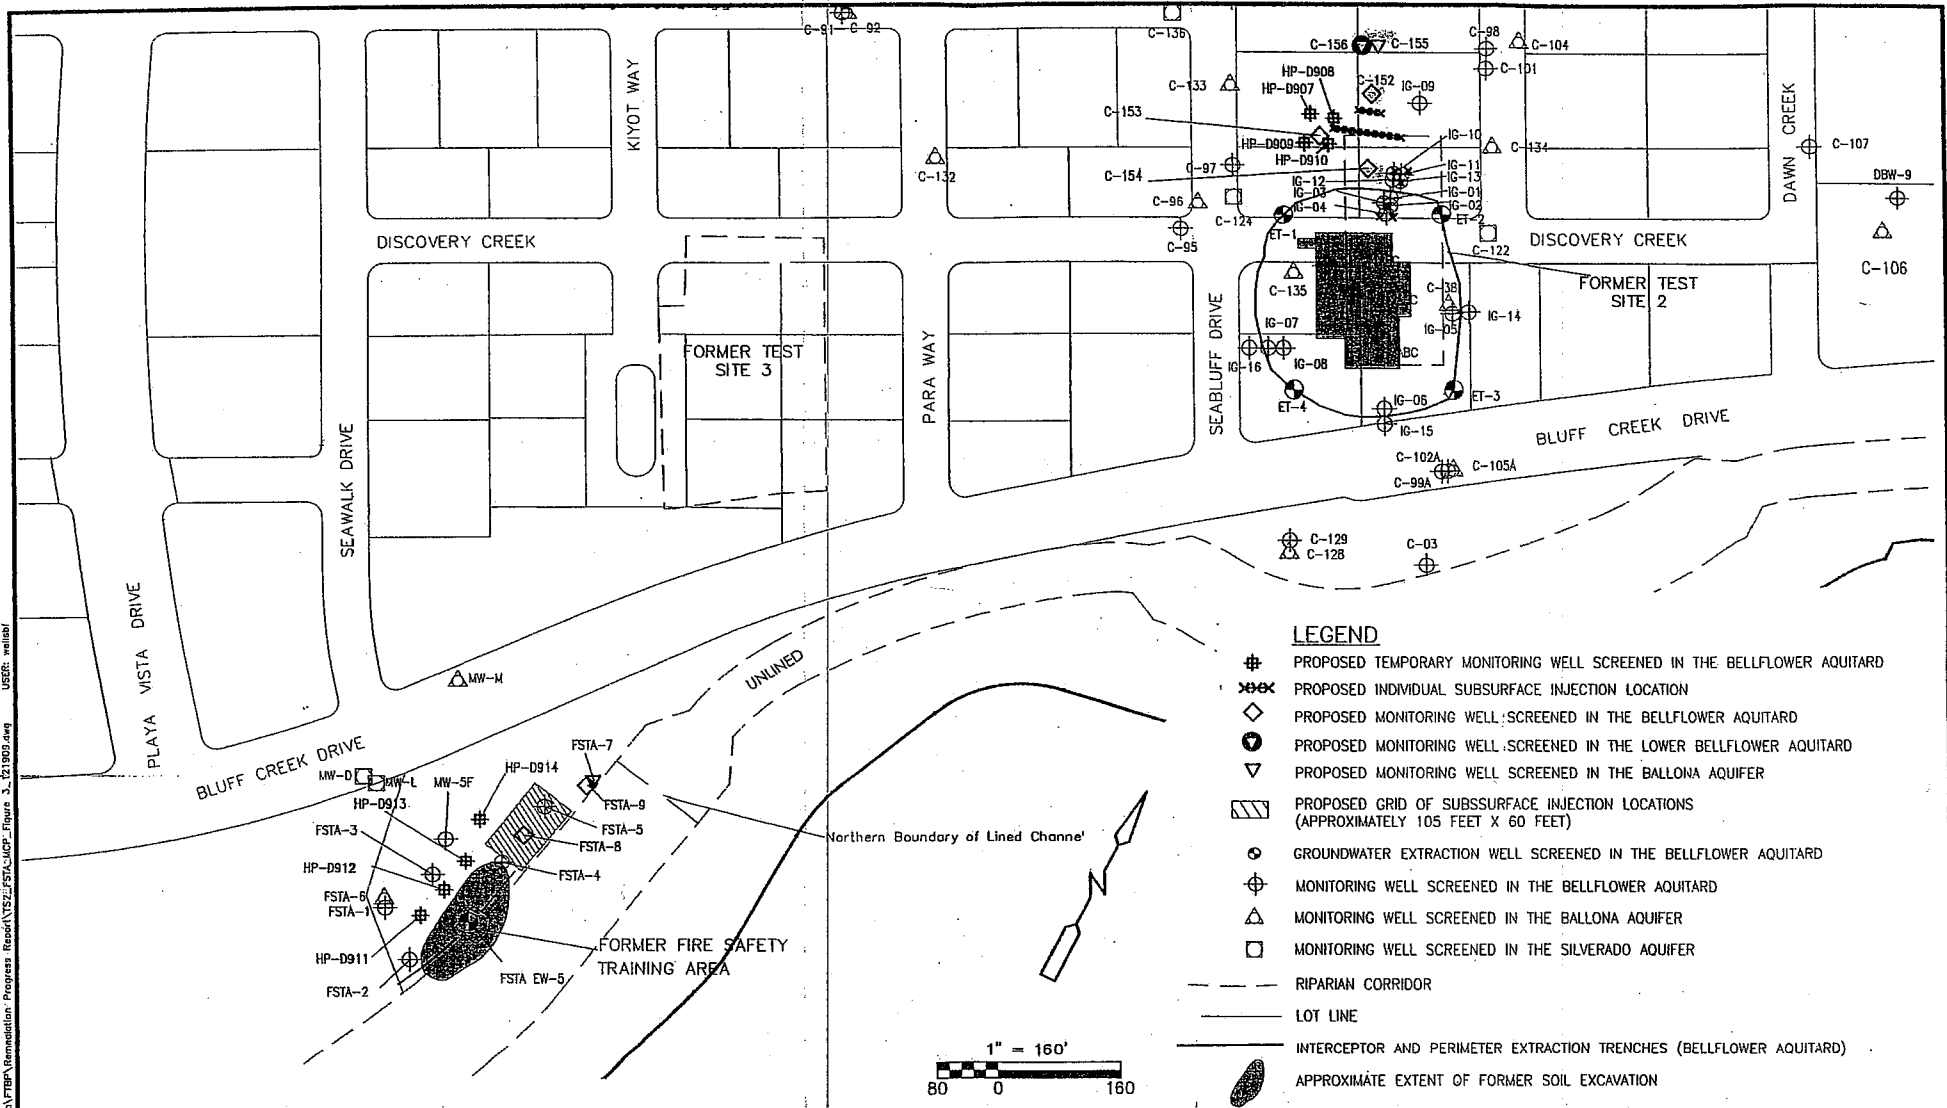 C-91
C-92
C-136
C-156
C-155
C-98
C-104
C-101
HP-D908
HP-D907
C-152
IG-09
C-133
C-153
KIYOT WAY
DAWN CREEK
IG-10
HP-D909
C-134
C-107
HP-D910
C-132
C-97
C-154
IG-11
IG-12
IG-13
DBW-9
IG-03
IG-01
C-96
IG-04
IG-02
C-124
ET-1
ET-2
C-95
C-122
DISCOVERY CREEK
DISCOVERY CREEK
C-106
C-135
C-38
FORMER TEST
SITE 2
SEABLUFF DRIVE
IG-07
IG-05
IG-14
FORMER TEST
SITE 3
PARA WAY
IG-16
IG-08
BC
ET-4
IG-06
ET-3
IG-15
BLUFF CREEK DRIVE
SEAWALK DRIVE
C-102A
C-105A
C-99A
C-129
C-128
C-03
PLAYA VISTA DRIVE
UNLINED
MW-M
BLUFF CREEK DRIVE
MW-D
MW-L
MW-5F
HP-D914
FSTA-7
HP-D913
FSTA-9
FSTA-3
FSTA-5
FSTA-8
HP-D912
FSTA-4
FSTA-6
FSTA-1
Northern Boundary of Lined Channel
HP-D911
FORMER FIRE SAFETY
TRAINING AREA
FSTA EW-5
FSTA-2
N
1" = 160'
80 0 160
LEGEND
PROPOSED TEMPORARY MONITORING WELL SCREENED IN THE BELLFLOWER AQUITARD
PROPOSED INDIVIDUAL SUBSURFACE INJECTION LOCATION
PROPOSED MONITORING WELL SCREENED IN THE BELLFLOWER AQUITARD
PROPOSED MONITORING WELL SCREENED IN THE LOWER BELLFLOWER AQUITARD
PROPOSED MONITORING WELL SCREENED IN THE BALLONA AQUIFER
PROPOSED GRID OF SUBSSURFACE INJECTION LOCATIONS
(APPROXIMATELY 105 FEET X 60 FEET)
GROUNDWATER EXTRACTION WELL SCREENED IN THE BELLFLOWER AQUITARD
MONITORING WELL SCREENED IN THE BELLFLOWER AQUITARD
MONITORING WELL SCREENED IN THE BALLONA AQUIFER
MONITORING WELL SCREENED IN THE SILVERADO AQUIFER
RIPARIAN CORRIDOR
LOT LINE
INTERCEPTOR AND PERIMETER EXTRACTION TRENCHES (BELLFLOWER AQUITARD)
APPROXIMATE EXTENT OF FORMER SOIL EXCAVATION